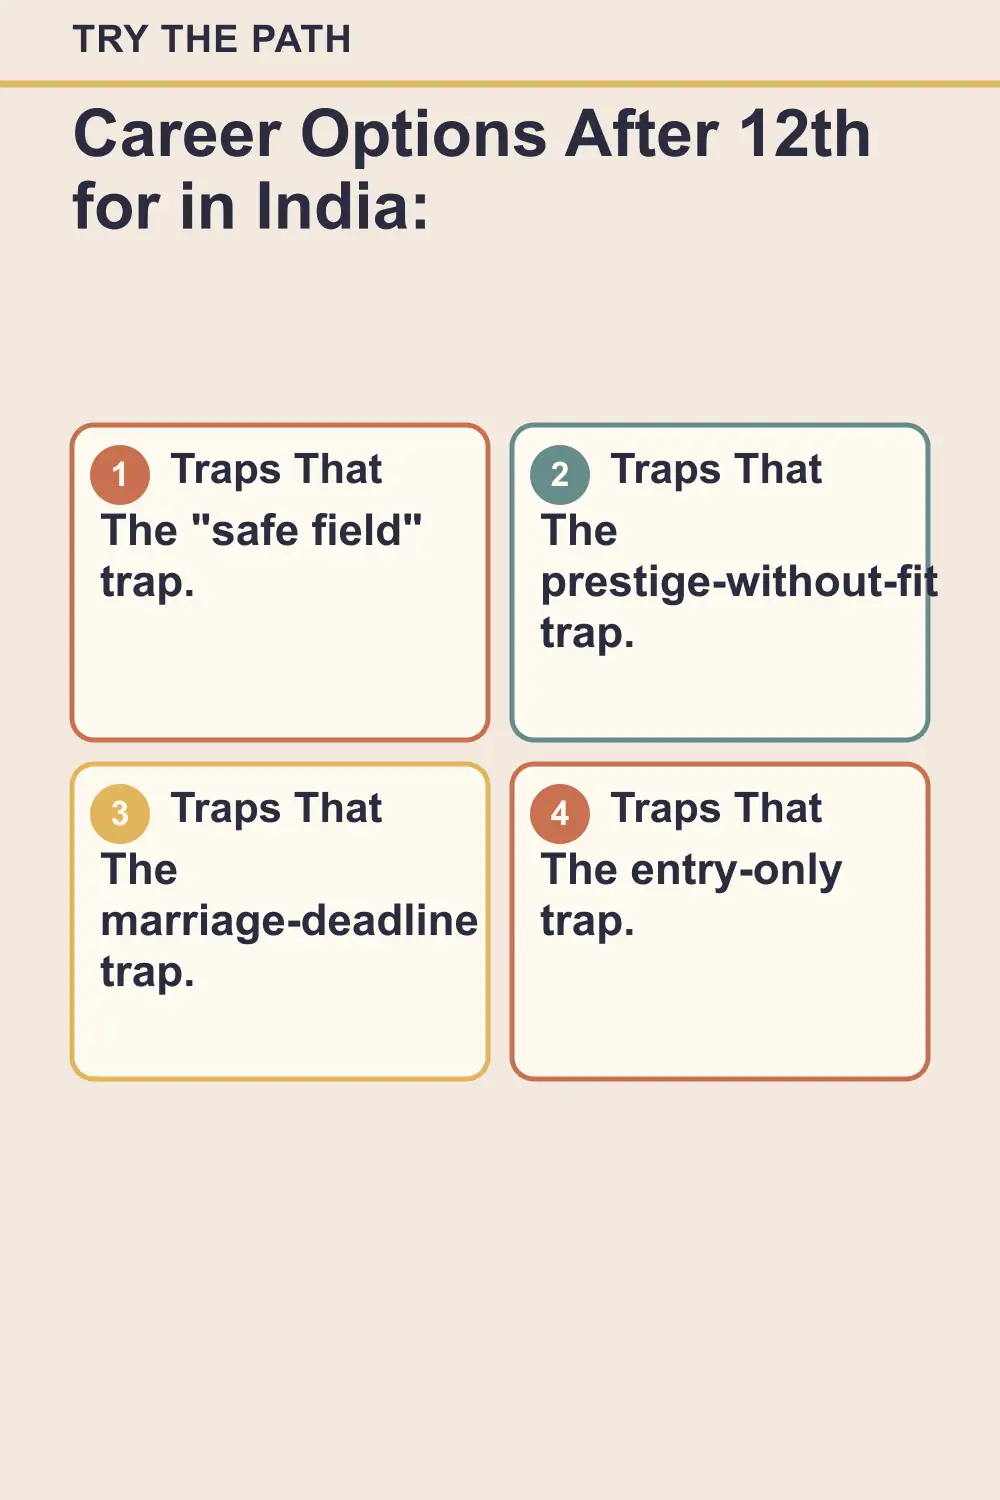 TRY THE PATH
Career Options After 12th
for in India:
1 Traps That
The "safe field"
trap.
2 Traps That
The
prestige-without-fit
trap.
3 Traps That
The
marriage-deadline
trap.
4 Traps That
The entry-only
trap.